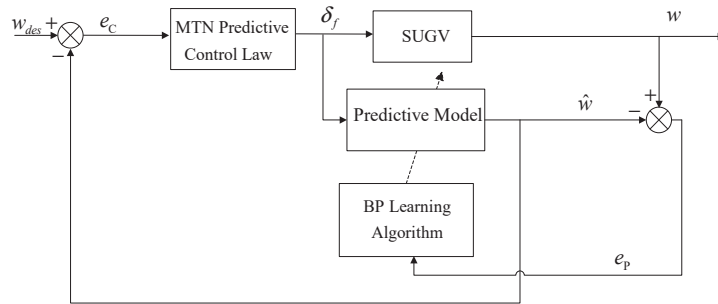 w_des + e_C MTN Predictive Control Law δ_f SUGV w
−
Predictive Model ŵ − +
BP Learning Algorithm
e_P